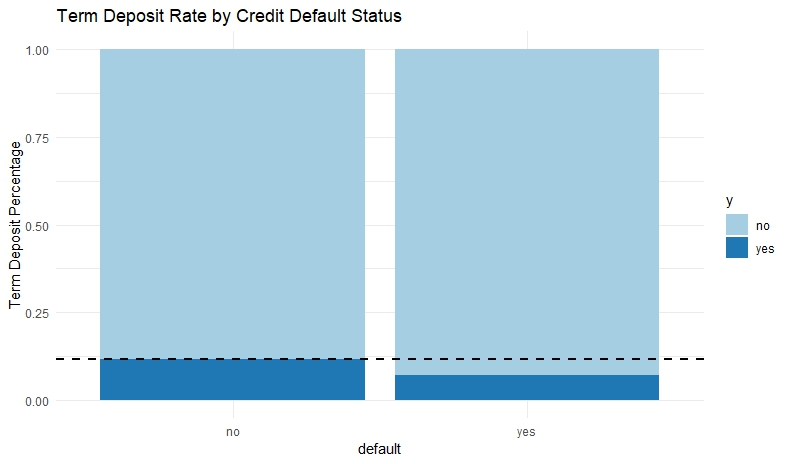 Term Deposit Rate by Credit Default Status
Term Deposit Percentage
1.00
0.75
0.50
0.25
0.00
no
yes
default
y
no
yes